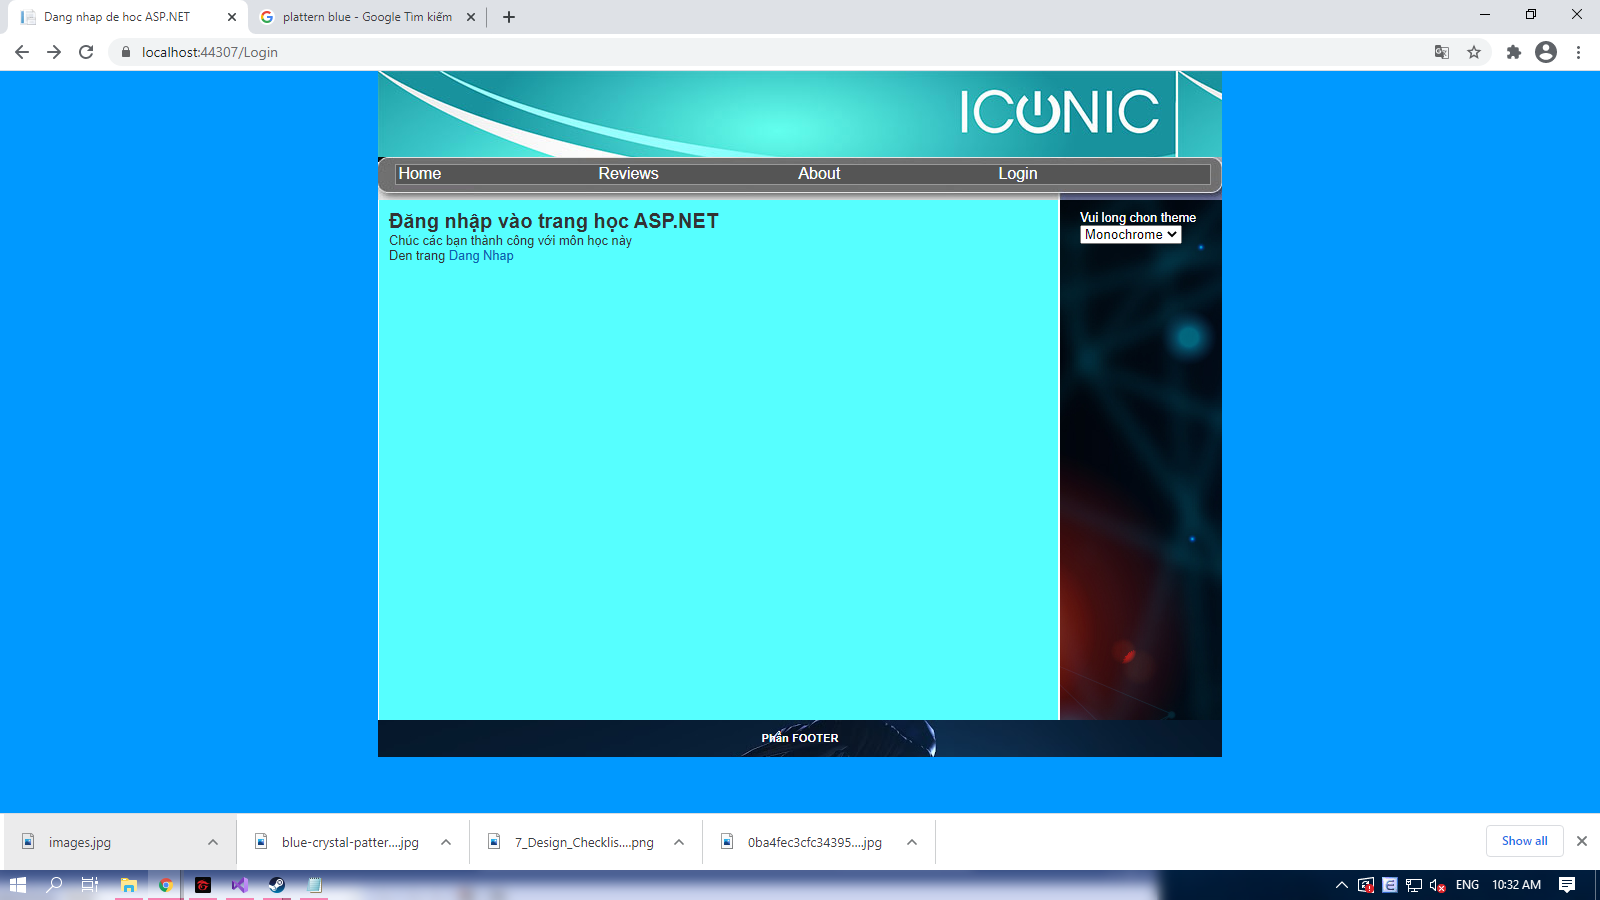 Dang nhap de hoc ASP.NET
plattern blue - Google Tìm kiếm
localhost:44307/Login
ICONIC
Home Reviews About Login
Đăng nhập vào trang học ASP.NET
Chúc các bạn thành công với môn học này
Den trang Dang Nhap
Vui long chon theme
Monochrome
Phần FOOTER
images.jpg
blue-crystal-patter....jpg
7_Design_Checklis....png
0ba4fec3cfc34395....jpg
Show all
ENG
10:32 AM